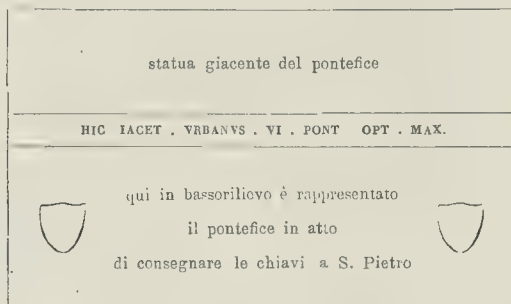 statua giacente del pontefice
HIC IACET . VRBANVS . VI . PONT OPT . MAX.
qui in bassorilievo è rappresentato
il pontefice in atto
di consegnare le chiavi a S. Pietro